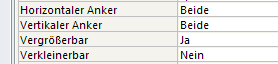 Horizontaler Anker Beide
Vertikaler Anker Beide
Vergrößerbar Ja
Verkleinerbar Nein